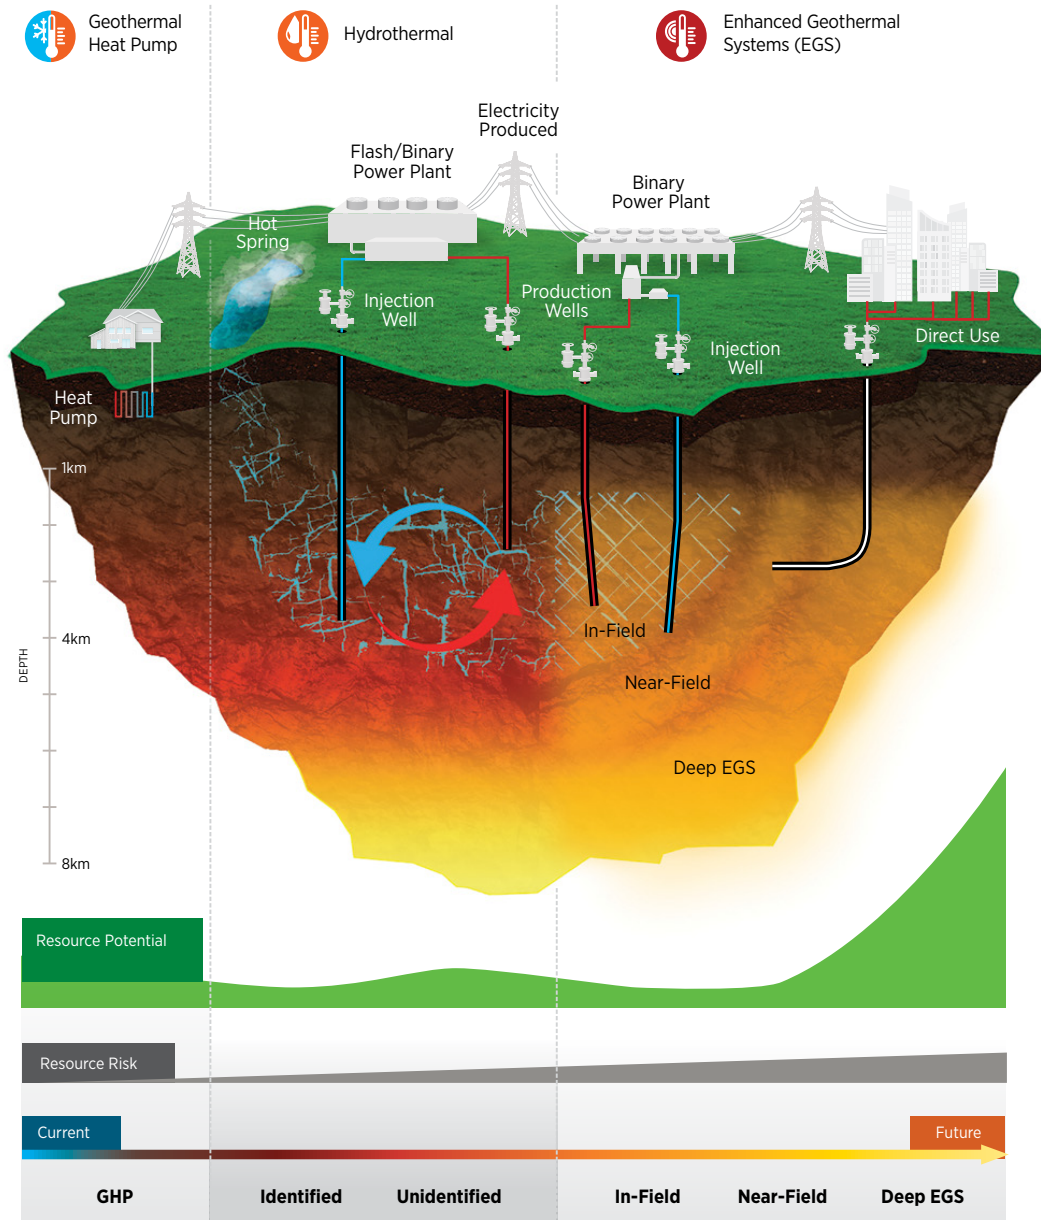 Geothermal
Heat Pump
Hydrothermal
Enhanced Geothermal
Systems (EGS)
Electricity
Produced
Flash/Binary
Power Plant
Binary
Power Plant
Hot
Spring
Injection
Well
Production
Wells
Injection
Well
Direct Use
Heat
Pump
1km
4km
8km
DEPTH
In-Field
Near-Field
Deep EGS
Resource Potential
Resource Risk
Current
Future
GHP
Identified
Unidentified
In-Field
Near-Field
Deep EGS